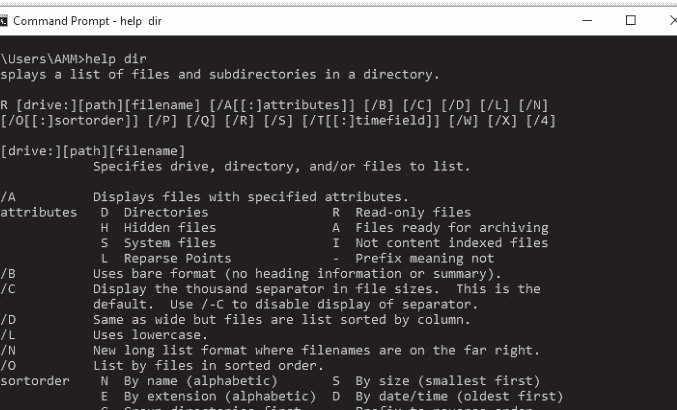 Command Prompt - help dir
\Users\AMM>help dir
splays a list of files and subdirectories in a directory.
R [drive:][path][filename] [/A[[:]attributes]] [/B] [/C] [/D] [/L] [/N]
[/O[[:]sortorder]] [/P] [/Q] [/R] [/S] [/T[[:]timefield]] [/W] [/X] [/4]
[drive:][path][filename]
Specifies drive, directory, and/or files to list.
/A Displays files with specified attributes.
attributes D Directories R Read-only files
H Hidden files A Files ready for archiving
S System files I Not content indexed files
L Reparse Points - Prefix meaning not
/B Uses bare format (no heading information or summary).
/C Display the thousand separator in file sizes. This is the
default. Use /-C to disable display of separator.
/D Same as wide but files are list sorted by column.
/L Uses lowercase.
/N New long list format where filenames are on the far right.
/O List by files in sorted order.
sortorder N By name (alphabetic) S By size (smallest first)
E By extension (alphabetic) D By date/time (oldest first)